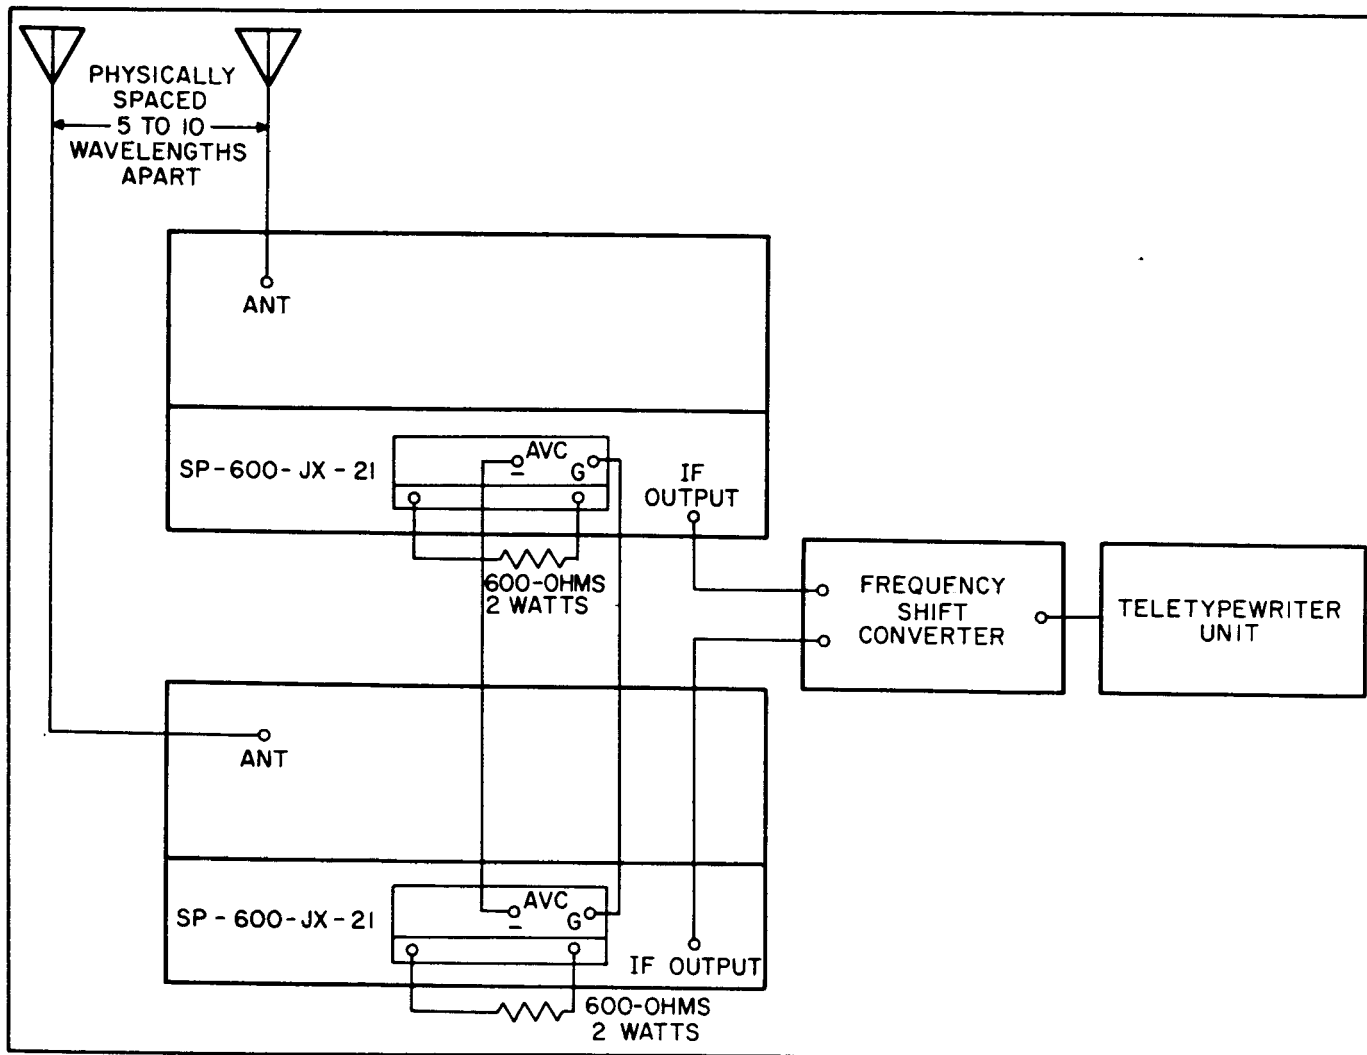 PHYSICALLY
SPACED
5 TO 10
WAVELENGTHS
APART
ANT
SP-600-JX-21
AVC
-
G
IF
OUTPUT
600-OHMS
2 WATTS
FREQUENCY
SHIFT
CONVERTER
TELETYPEWRITER
UNIT
ANT
SP-600-JX-21
AVC
-
G
IF OUTPUT
600-OHMS
2 WATTS